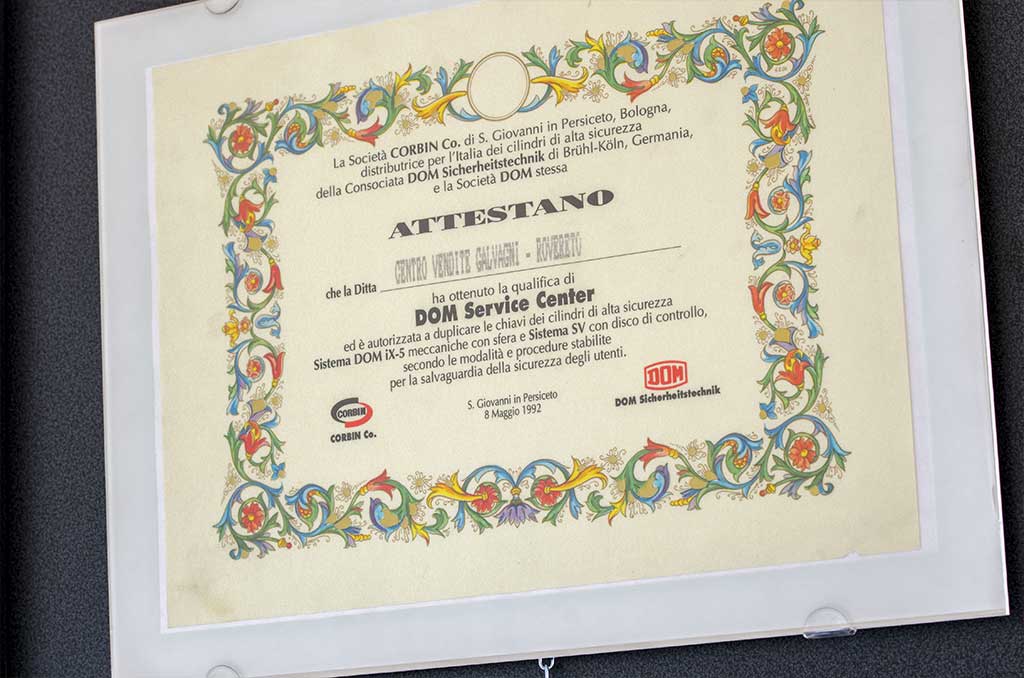 La Società CORBIN Co. di S. Giovanni in Persiceto, Bologna,
distributrice per l'Italia dei cilindri di alta sicurezza
della Consociata DOM Sicherheitstechnik di Brühl-Köln, Germania,
e la Società DOM stessa
ATTESTANO
che la Ditta CENTRO VENDITE GALVAGNI - ROVERETO
ha ottenuto la qualifica di
DOM Service Center
ed è autorizzata a duplicare le chiavi dei cilindri di alta sicurezza
Sistema DOM iX-5 meccaniche con sfera e Sistema SV con disco di controllo,
secondo le modalità e procedure stabilite
per la salvaguardia della sicurezza degli utenti.
CORBIN
CORBIN Co.
S. Giovanni in Persiceto
8 Maggio 1992
DOM
DOM Sicherheitstechnik